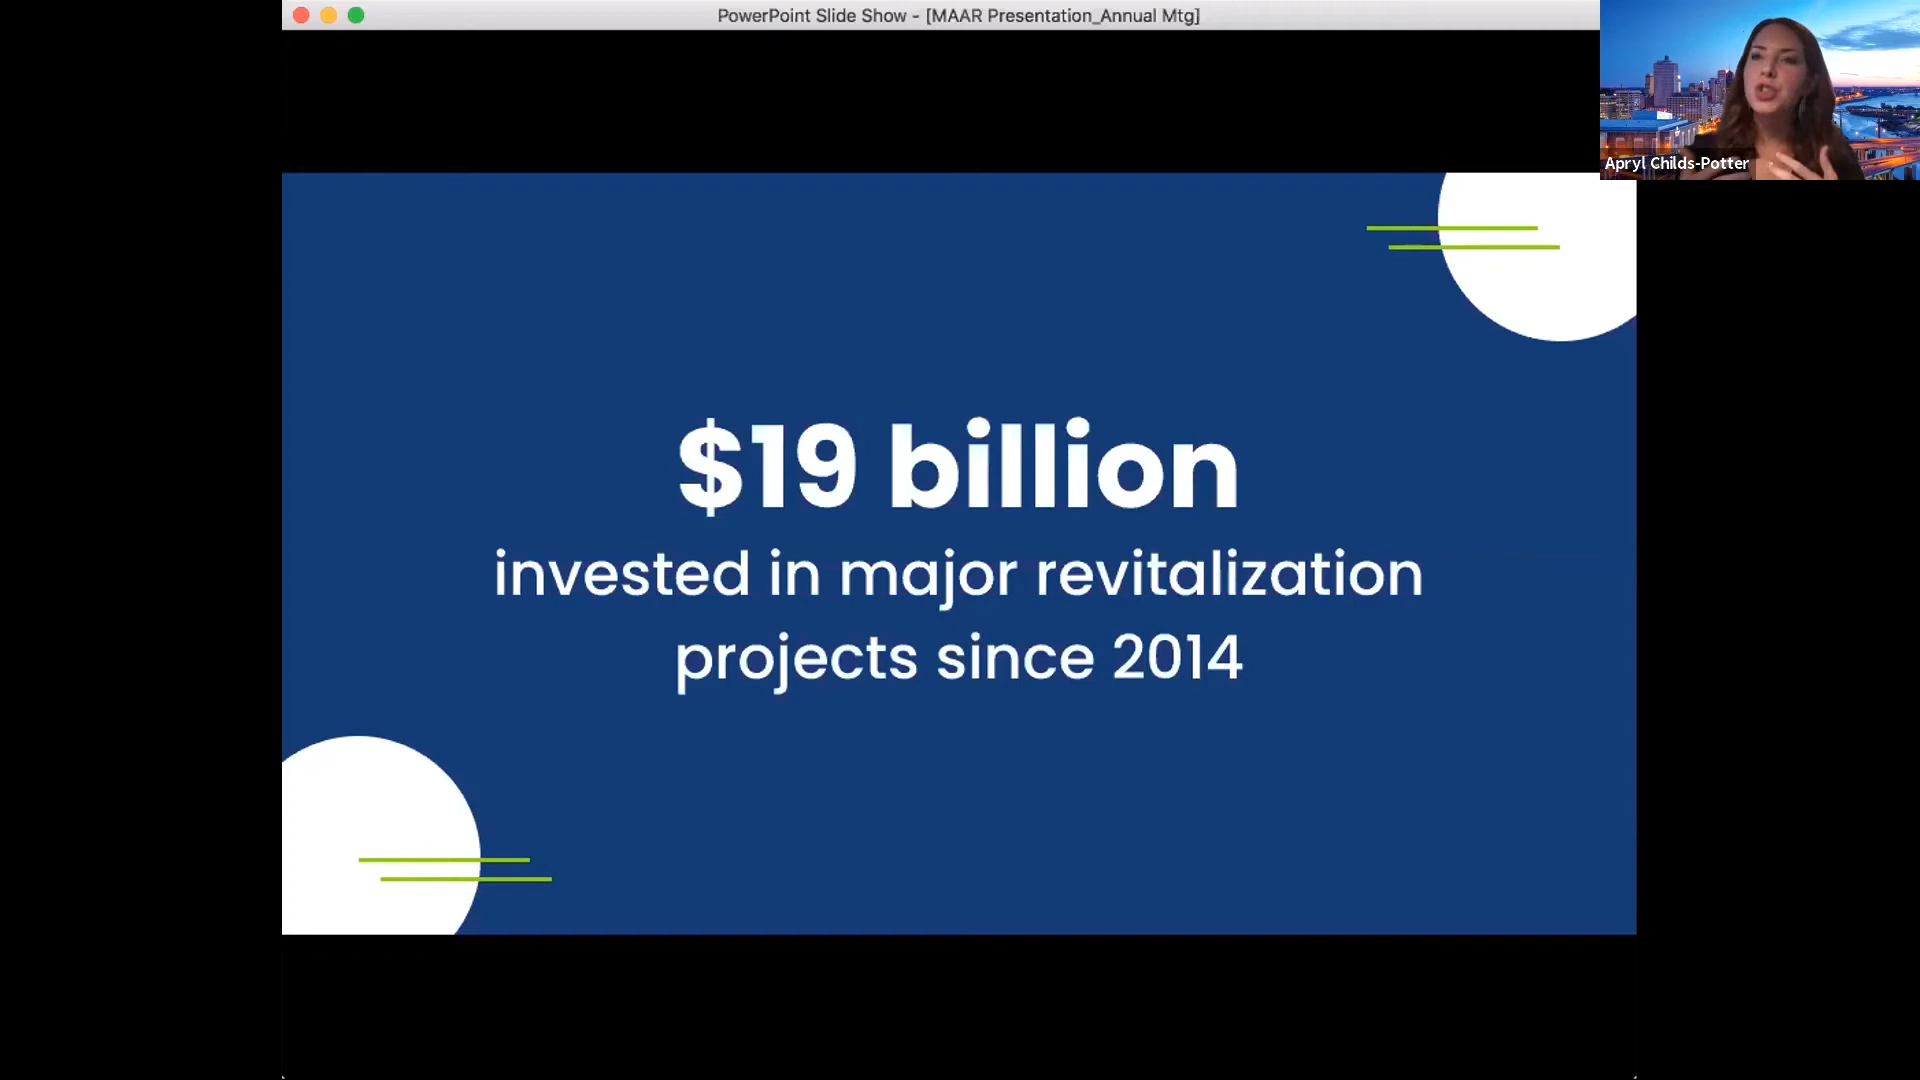 PowerPoint Slide Show - [MAAR Presentation_Annual Mtg]
Apryl Childs-Potter
$19 billion
invested in major revitalization
projects since 2014